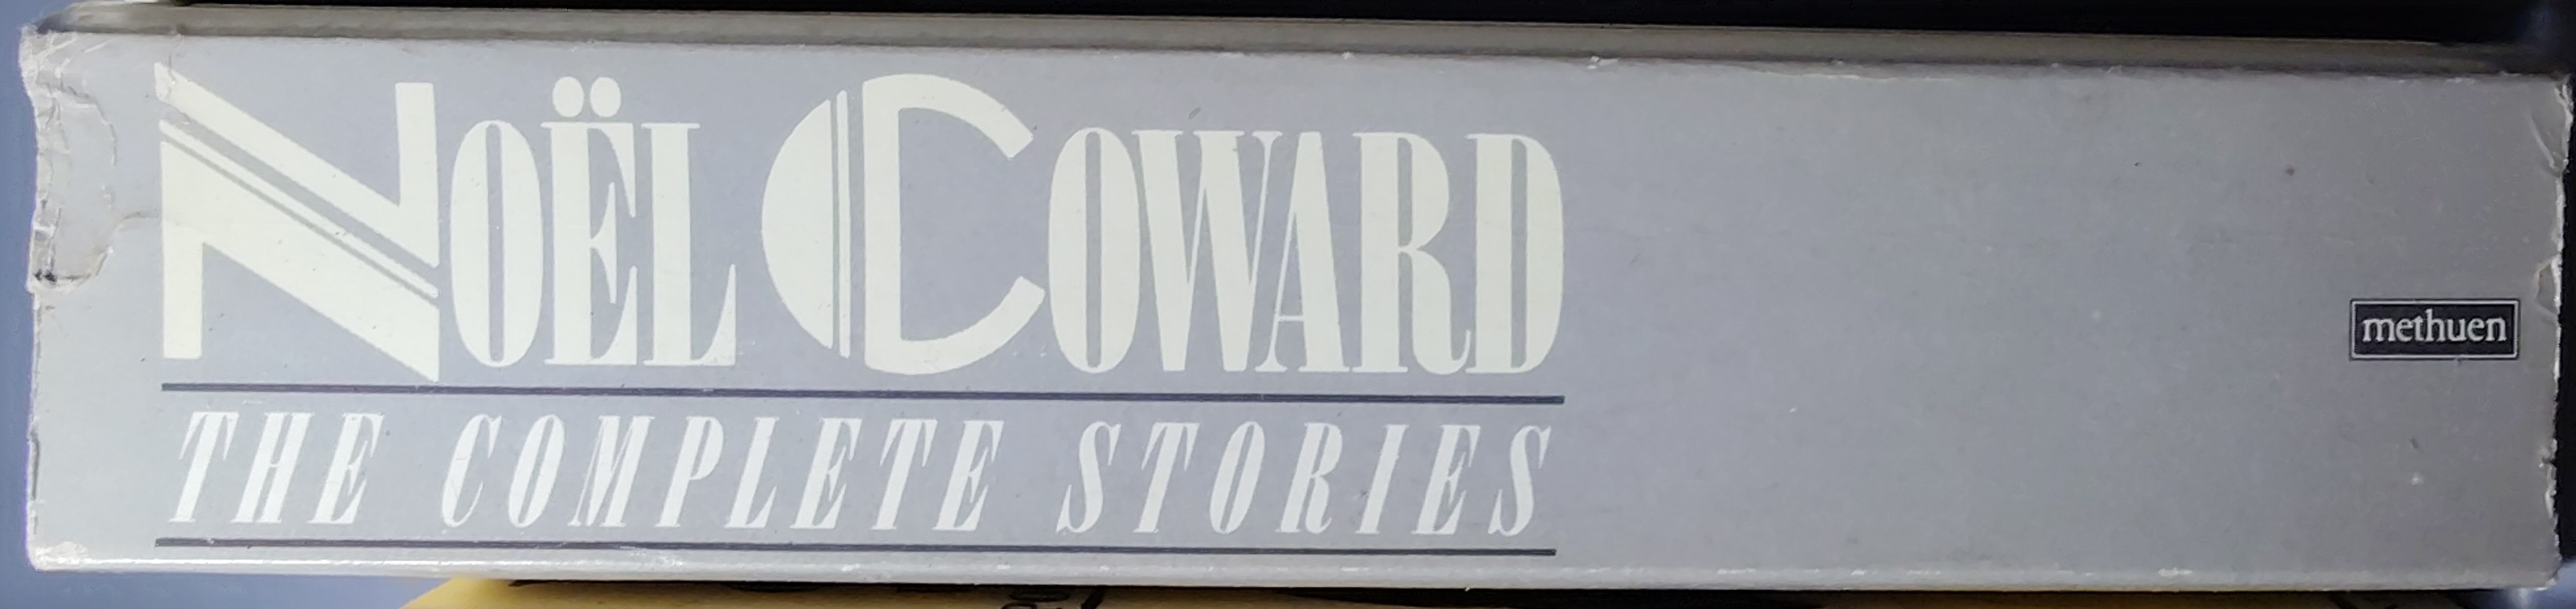 NOËL COWARD
THE COMPLETE STORIES
methuen